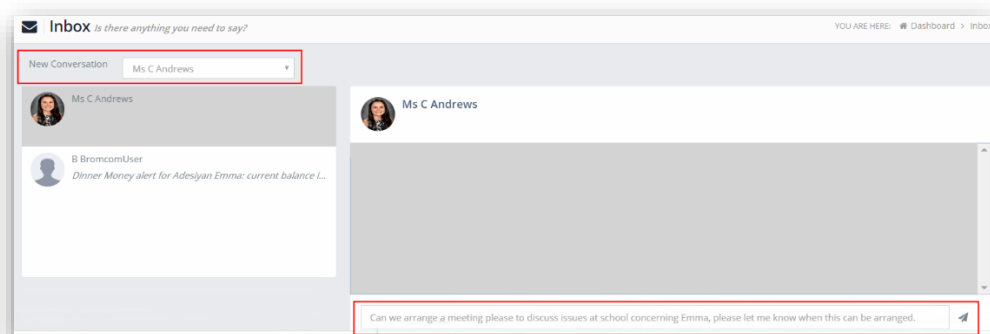 Inbox Is there anything you need to say?
YOU ARE HERE: Dashboard > Inbox
New Conversation Ms C Andrews
Ms C Andrews
B BromcomUser
Dinner Money alert for Adesiyan Emma: current balance I...
Ms C Andrews
Can we arrange a meeting please to discuss issues at school concerning Emma, please let me know when this can be arranged.